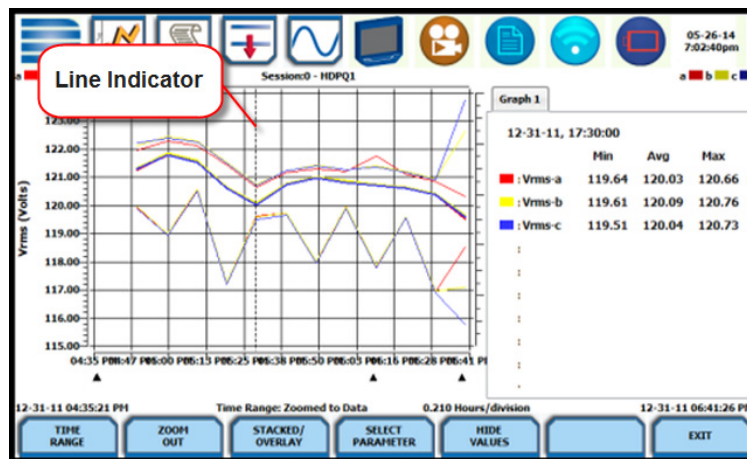 05-26-14
7:02:40pm
Line Indicator
a
Session:0 - HDPQ1
a b c
Graph 1
12-31-11, 17:30:00
Min Avg Max
: Vrms-a 119.64 120.03 120.66
: Vrms-b 119.61 120.09 120.76
: Vrms-c 119.51 120.04 120.73
:
:
:
:
:
Vrms (Volts)
123.00
122.00
121.00
120.00
119.00
118.00
117.00
116.00
115.00
04:35 PM
12-31-11 04:35:21 PM Time Range: Zoomed to Data 0.210 Hours/division 12-31-11 06:41:26 PM
TIME RANGE
ZOOM OUT
STACKED/ OVERLAY
SELECT PARAMETER
HIDE VALUES
EXIT